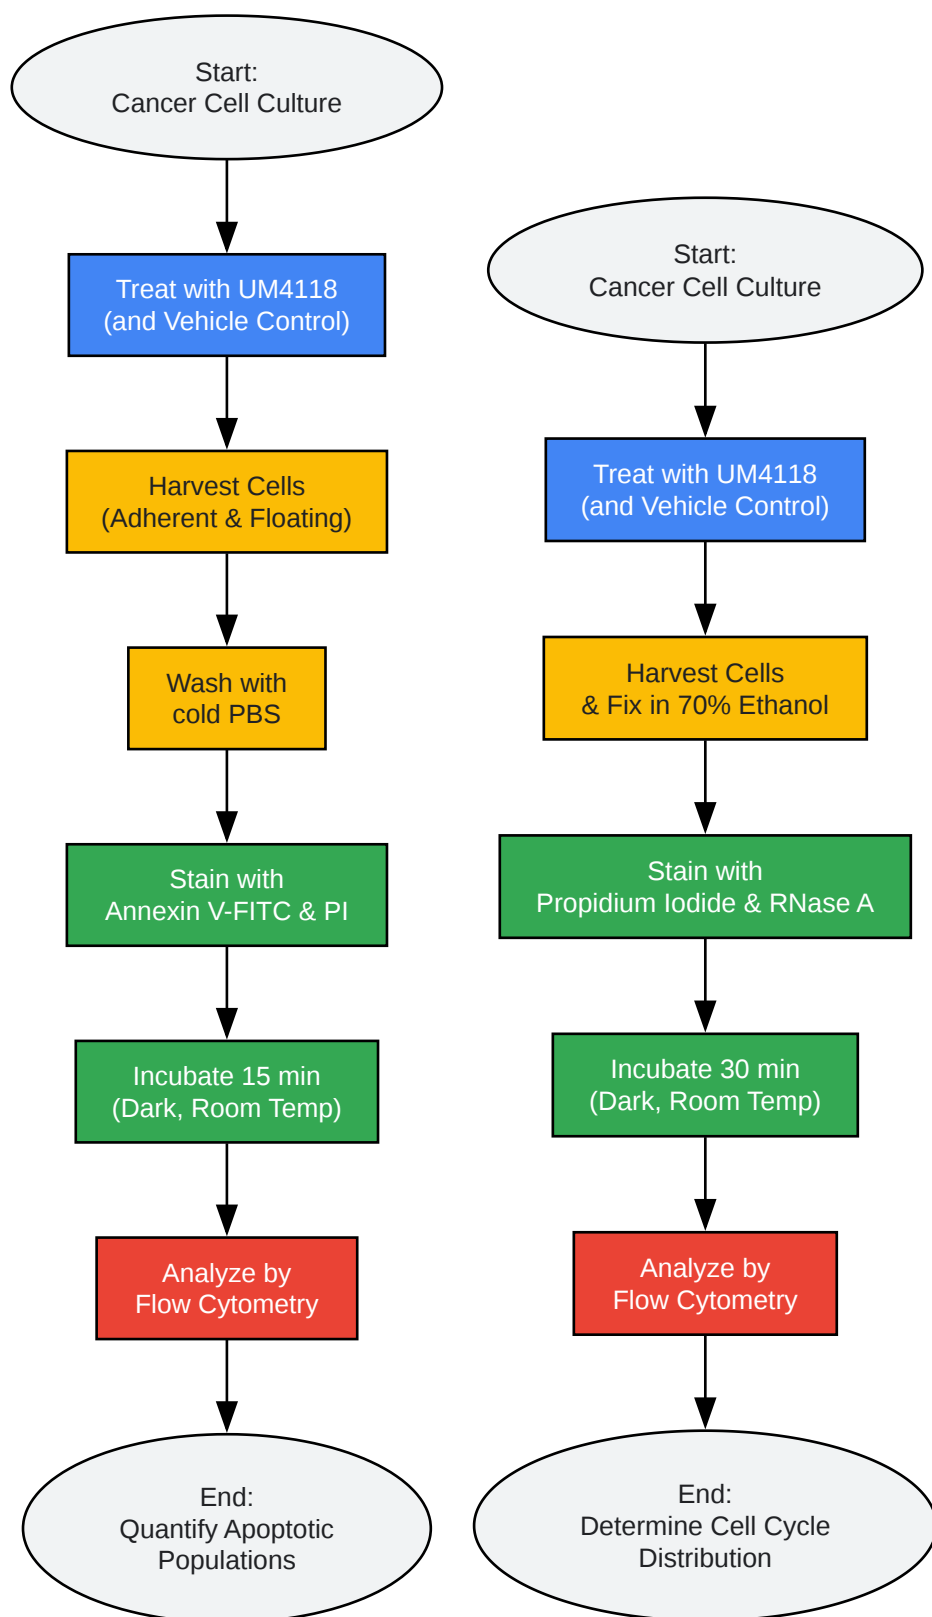 Start:
Cancer Cell Culture
Treat with UM4118
(and Vehicle Control)
Harvest Cells
(Adherent & Floating)
Wash with
cold PBS
Stain with
Annexin V-FITC & PI
Incubate 15 min
(Dark, Room Temp)
Analyze by
Flow Cytometry
End:
Quantify Apoptotic
Populations
Start:
Cancer Cell Culture
Treat with UM4118
(and Vehicle Control)
Harvest Cells
& Fix in 70% Ethanol
Stain with
Propidium Iodide & RNase A
Incubate 30 min
(Dark, Room Temp)
Analyze by
Flow Cytometry
End:
Determine Cell Cycle
Distribution